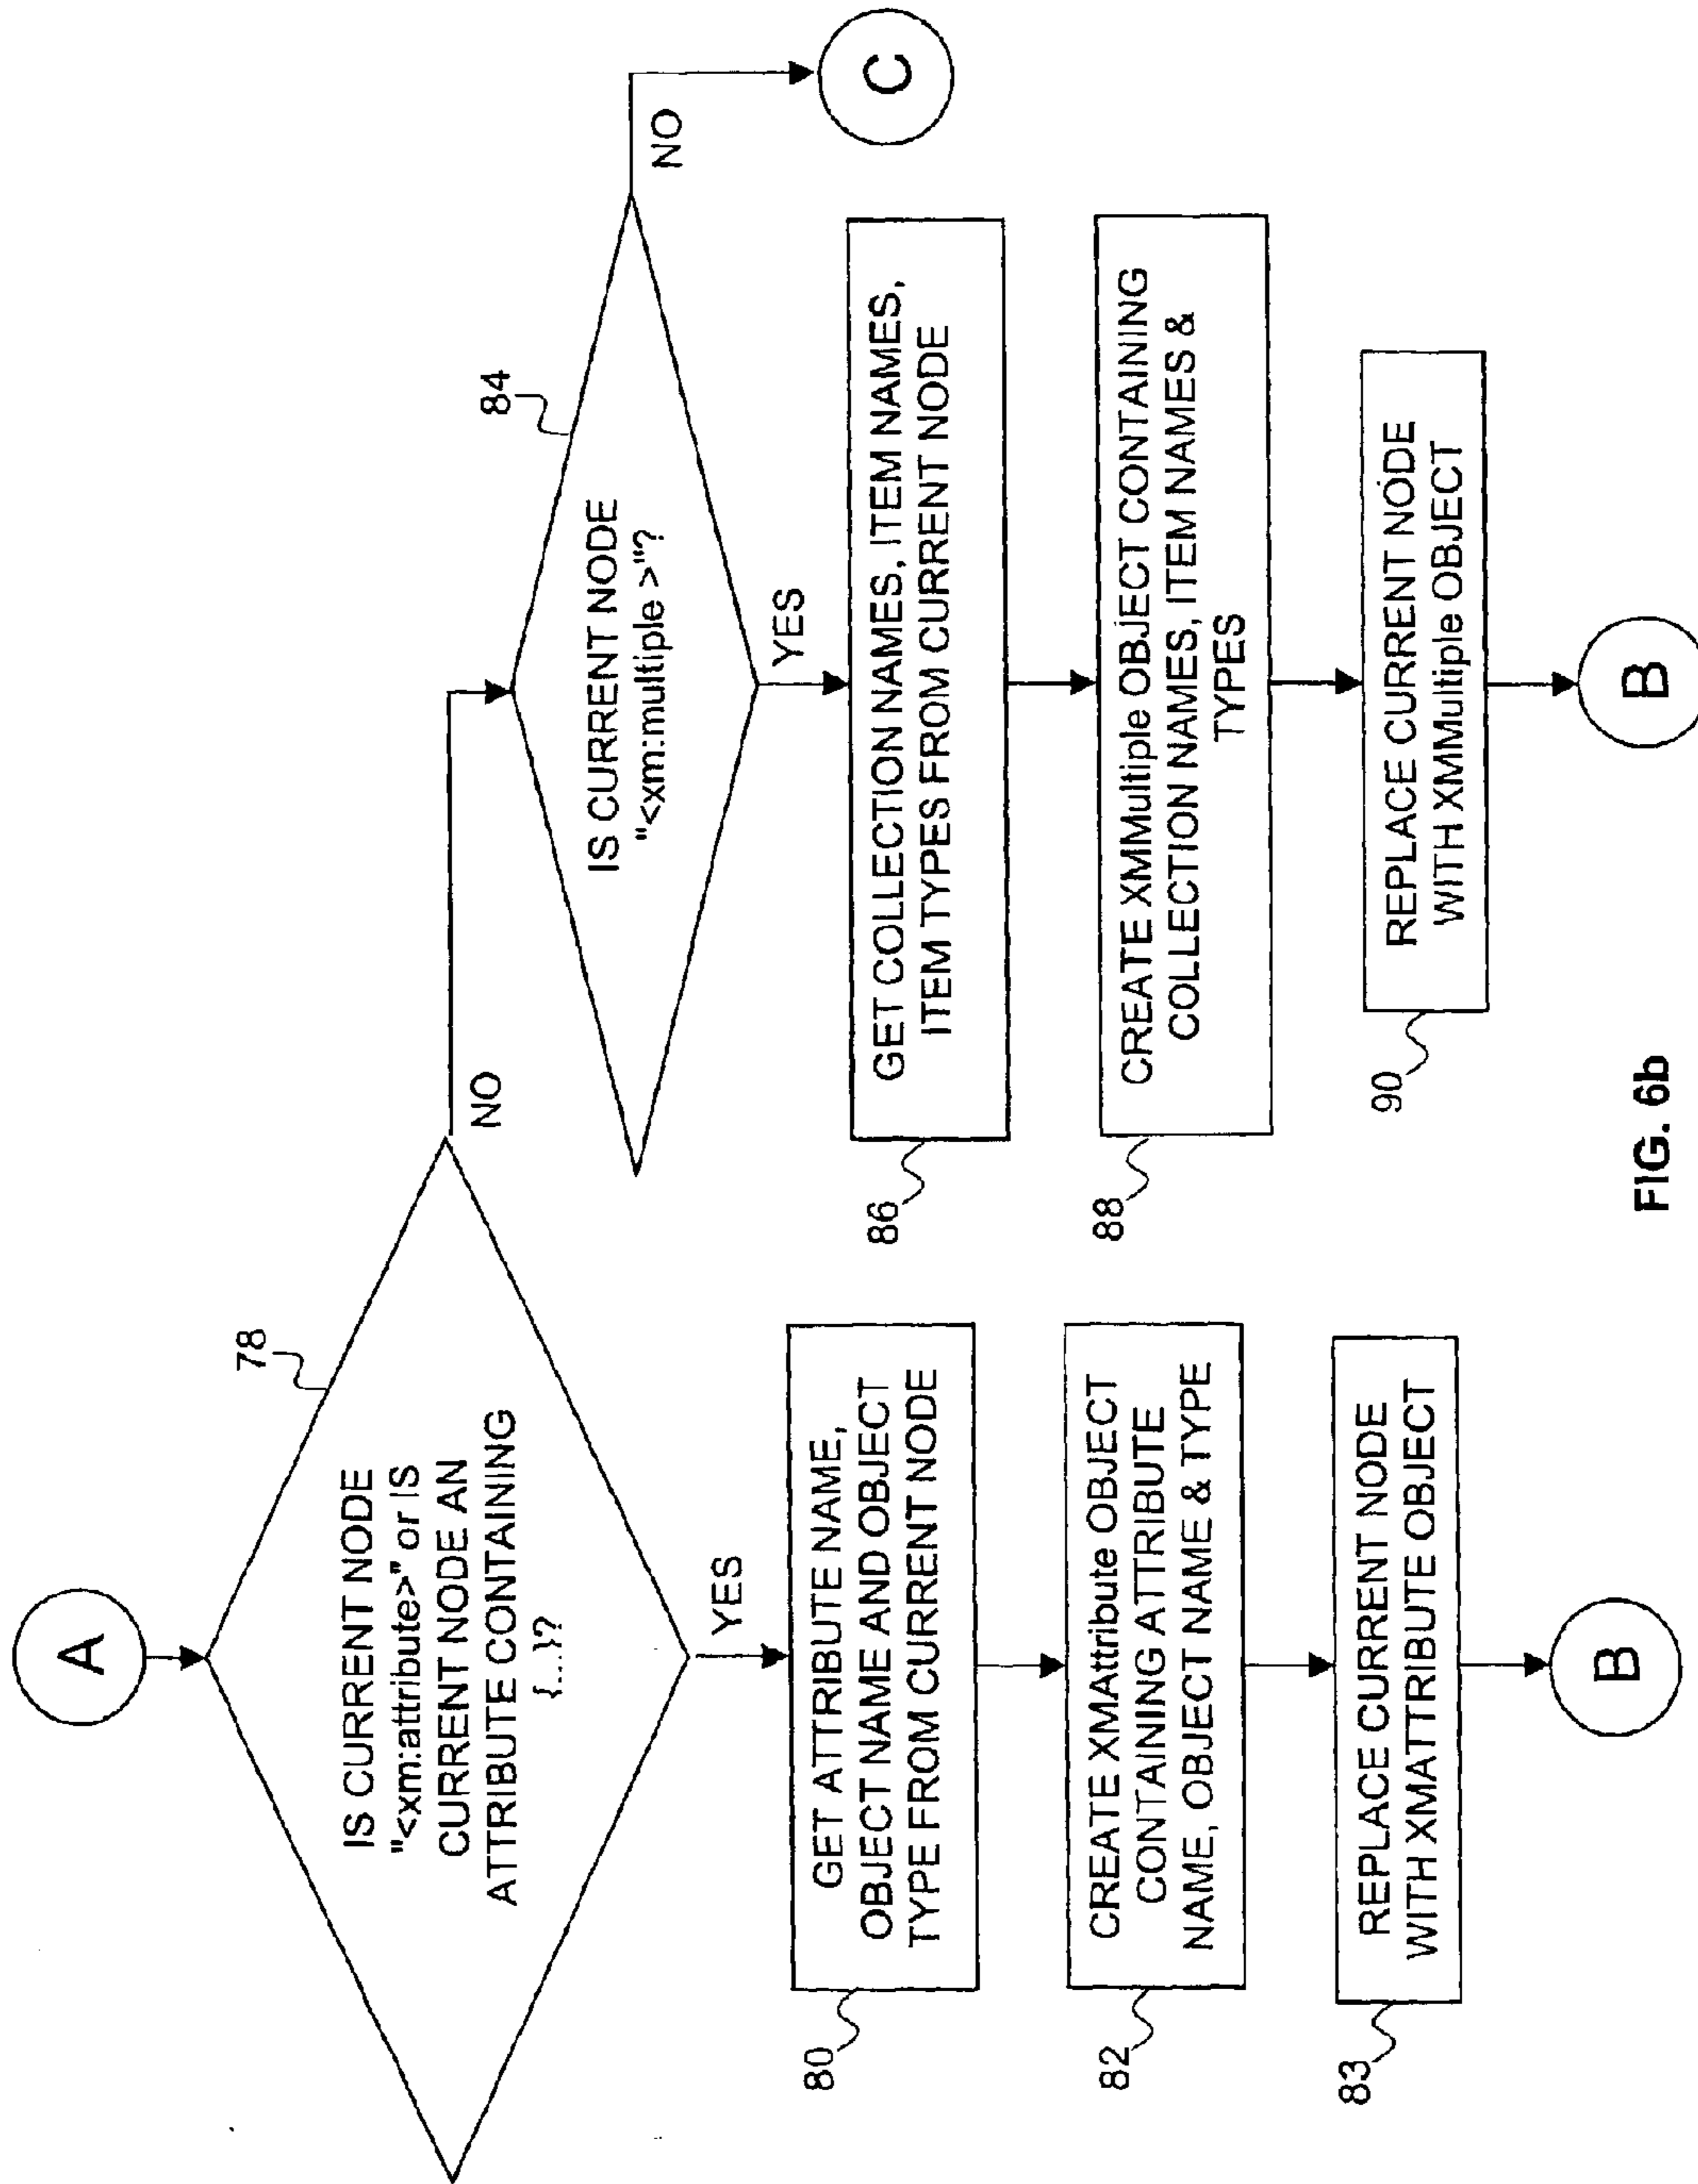 A
IS CURRENT NODE
"<xm:attribute>" or IS
CURRENT NODE AN
ATTRIBUTE CONTAINING
{...}?
78
NO
YES
80
GET ATTRIBUTE NAME,
OBJECT NAME AND OBJECT
TYPE FROM CURRENT NODE
82
CREATE XMAttribute OBJECT
CONTAINING ATTRIBUTE
NAME, OBJECT NAME & TYPE
83
REPLACE CURRENT NODE
WITH XMATTRIBUTE OBJECT
B
84
IS CURRENT NODE
"<xm:multiple >"?
NO
C
YES
86
GET COLLECTION NAMES, ITEM NAMES,
ITEM TYPES FROM CURRENT NODE
88
CREATE XMMultiple OBJECT CONTAINING
COLLECTION NAMES, ITEM NAMES &
TYPES
90
REPLACE CURRENT NODE
WITH XMMultiple OBJECT
B
FIG. 6b